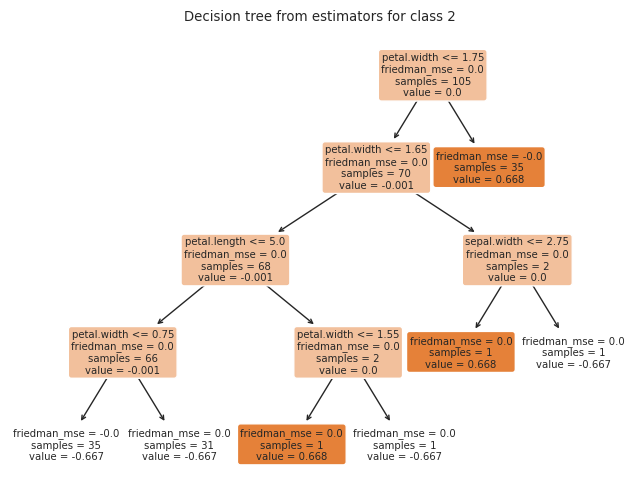 Decision tree from estimators for class 2
petal.width <= 1.75
friedman_mse = 0.0
samples = 105
value = 0.0
petal.width <= 1.65
friedman_mse = 0.0
samples = 70
value = -0.001
friedman_mse = -0.0
samples = 35
value = 0.668
petal.length <= 5.0
friedman_mse = 0.0
samples = 68
value = -0.001
sepal.width <= 2.75
friedman_mse = 0.0
samples = 2
value = 0.0
petal.width <= 0.75
friedman_mse = 0.0
samples = 66
value = -0.001
petal.width <= 1.55
friedman_mse = 0.0
samples = 2
value = 0.0
friedman_mse = 0.0
samples = 1
value = 0.668
friedman_mse = 0.0
samples = 1
value = -0.667
friedman_mse = -0.0
samples = 35
value = -0.667
friedman_mse = 0.0
samples = 31
value = -0.667
friedman_mse = 0.0
samples = 1
value = 0.668
friedman_mse = 0.0
samples = 1
value = -0.667